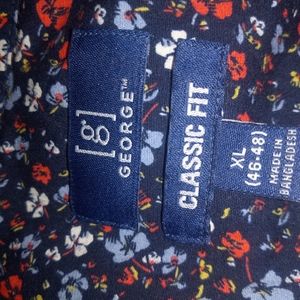 [g]
GEORGE™
CLASSIC FIT
XL
(46-48)
MADE IN
BANGLADESH